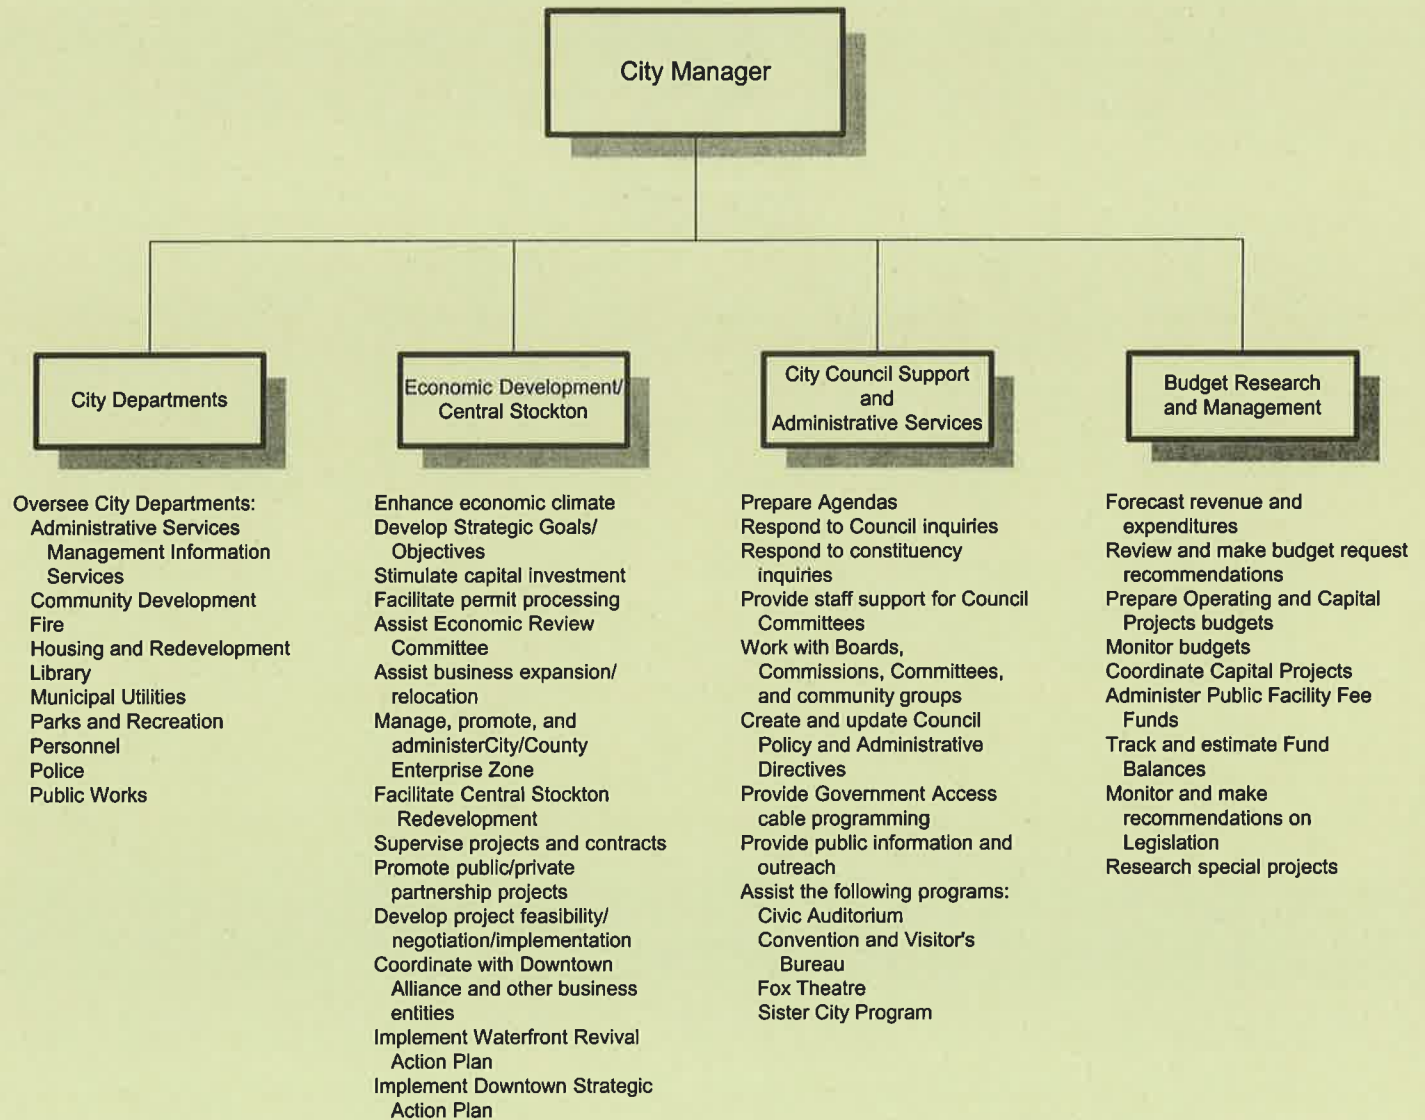 City Manager
City Departments
Oversee City Departments:
Administrative Services
Management Information
Services
Community Development
Fire
Housing and Redevelopment
Library
Municipal Utilities
Parks and Recreation
Personnel
Police
Public Works
Economic Development/
Central Stockton
Enhance economic climate
Develop Strategic Goals/
Objectives
Stimulate capital investment
Facilitate permit processing
Assist Economic Review
Committee
Assist business expansion/
relocation
Manage, promote, and
administerCity/County
Enterprise Zone
Facilitate Central Stockton
Redevelopment
Supervise projects and contracts
Promote public/private
partnership projects
Develop project feasibility/
negotiation/implementation
Coordinate with Downtown
Alliance and other business
entities
Implement Waterfront Revival
Action Plan
Implement Downtown Strategic
Action Plan
City Council Support
and
Administrative Services
Prepare Agendas
Respond to Council inquiries
Respond to constituency
inquiries
Provide staff support for Council
Committees
Work with Boards,
Commissions, Committees,
and community groups
Create and update Council
Policy and Administrative
Directives
Provide Government Access
cable programming
Provide public information and
outreach
Assist the following programs:
Civic Auditorium
Convention and Visitor's
Bureau
Fox Theatre
Sister City Program
Budget Research
and Management
Forecast revenue and
expenditures
Review and make budget request
recommendations
Prepare Operating and Capital
Projects budgets
Monitor budgets
Coordinate Capital Projects
Administer Public Facility Fee
Funds
Track and estimate Fund
Balances
Monitor and make
recommendations on
Legislation
Research special projects